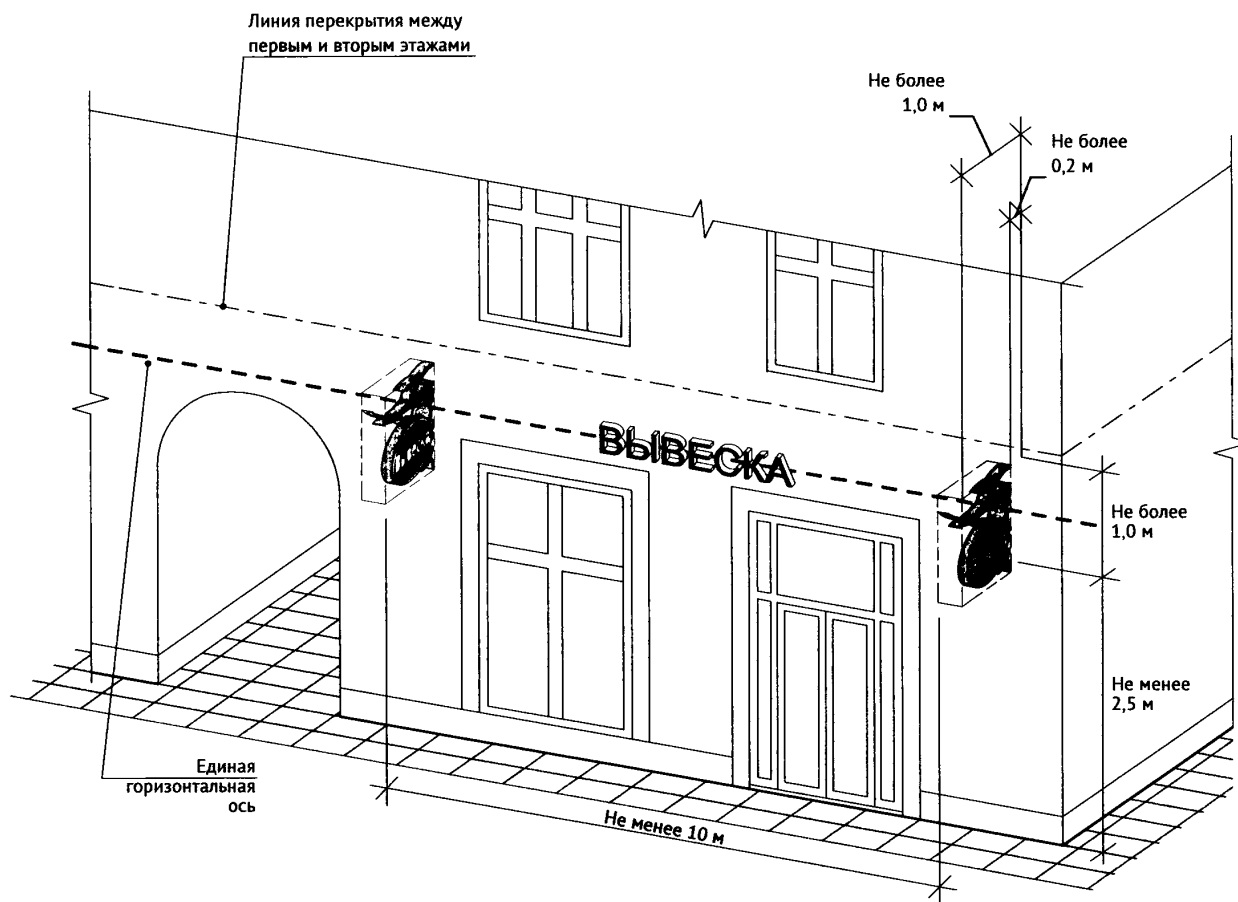 Линия перекрытия между
первым и вторым этажами
Не более
1,0 м
Не более
0,2 м
ВЫВЕСКА
Не более
1,0 м
Не менее
2,5 м
Единая
горизонтальная
ось
Не менее 10 м